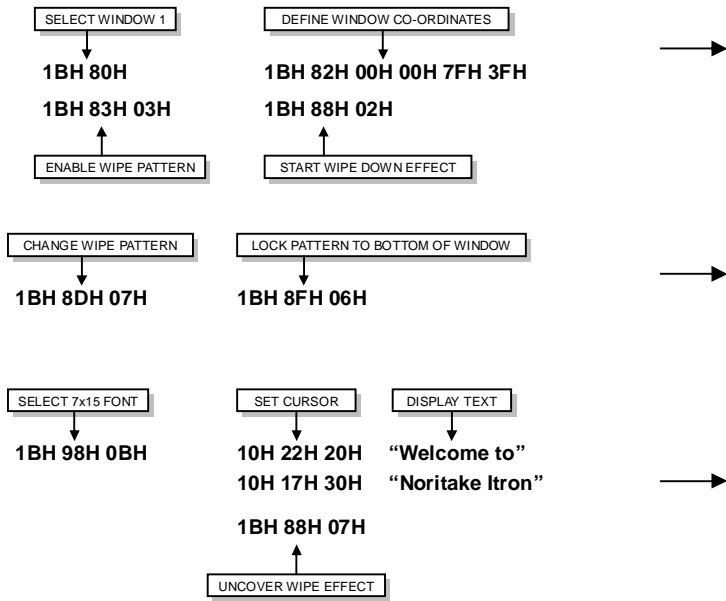 SELECT WINDOW 1 DEFINE WINDOW CO-ORDINATES
1BH 80H 1BH 82H 00H 00H 7FH 3FH
1BH 83H 03H 1BH 88H 02H
ENABLE WIPE PATTERN START WIPE DOWN EFFECT
CHANGE WIPE PATTERN LOCK PATTERN TO BOTTOM OF WINDOW
1BH 8DH 07H 1BH 8FH 06H
SELECT 7x15 FONT SET CURSOR DISPLAY TEXT
1BH 98H 0BH 10H 22H 20H “Welcome to”
10H 17H 30H “Noritake Itron”
1BH 88H 07H
UNCOVER WIPE EFFECT